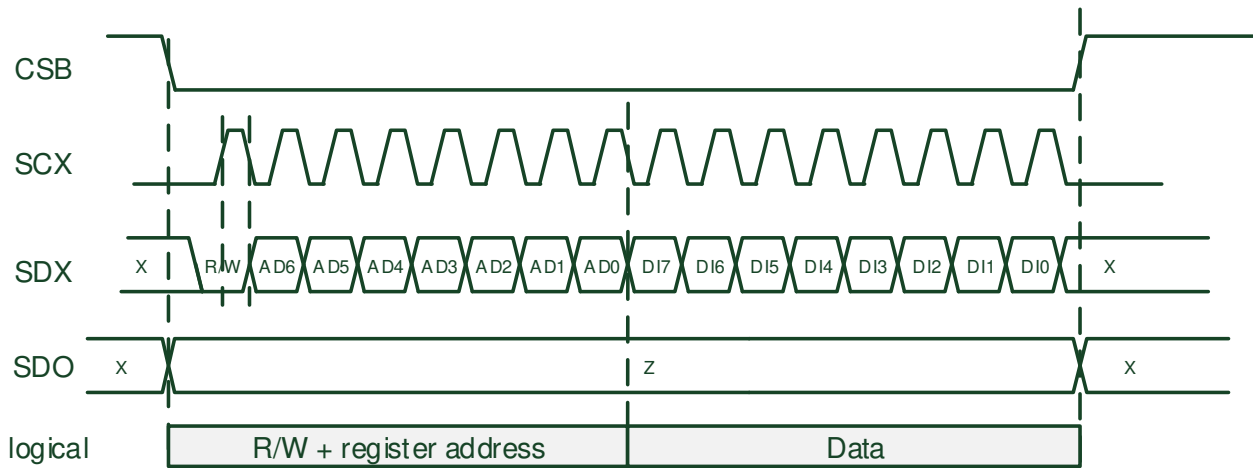 CSB
SCX
SDX X R/W AD6 AD5 AD4 AD3 AD2 AD1 AD0 DI7 DI6 DI5 DI4 DI3 DI2 DI1 DI0 X
SDO X Z X
logical R/W + register address Data